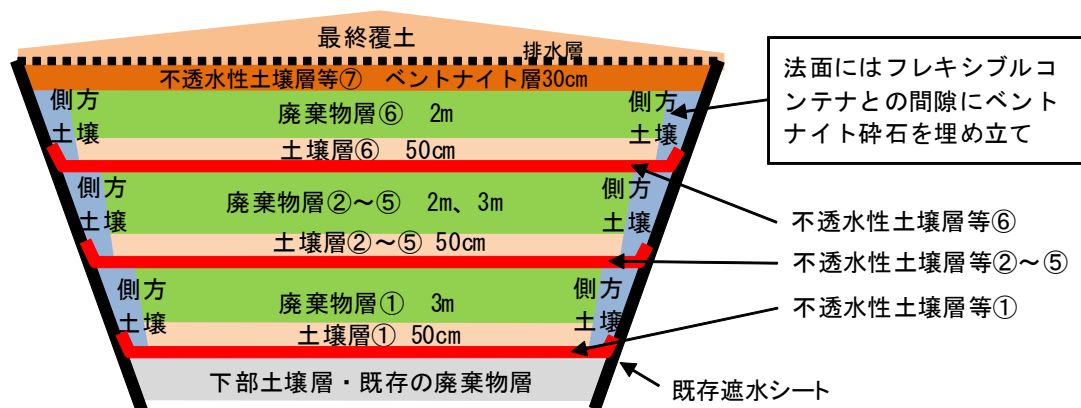 最終覆土
排水層
不透水性土壌層等⑦ ベントナイト層30cm
側方
土壌
廃棄物層⑥ 2m
側方
土壌
土壌層⑥ 50cm
側方
土壌
廃棄物層②～⑤ 2m、3m
側方
土壌
土壌層②～⑤ 50cm
側方
土壌
廃棄物層① 3m
側方
土壌
土壌層① 50cm
下部土壌層・既存の廃棄物層
法面にはフレキシブルコ
ンテナとの間隙にベント
ナイト砕石を埋め立て
不透水性土壌層等⑥
不透水性土壌層等②～⑤
不透水性土壌層等①
既存遮水シート